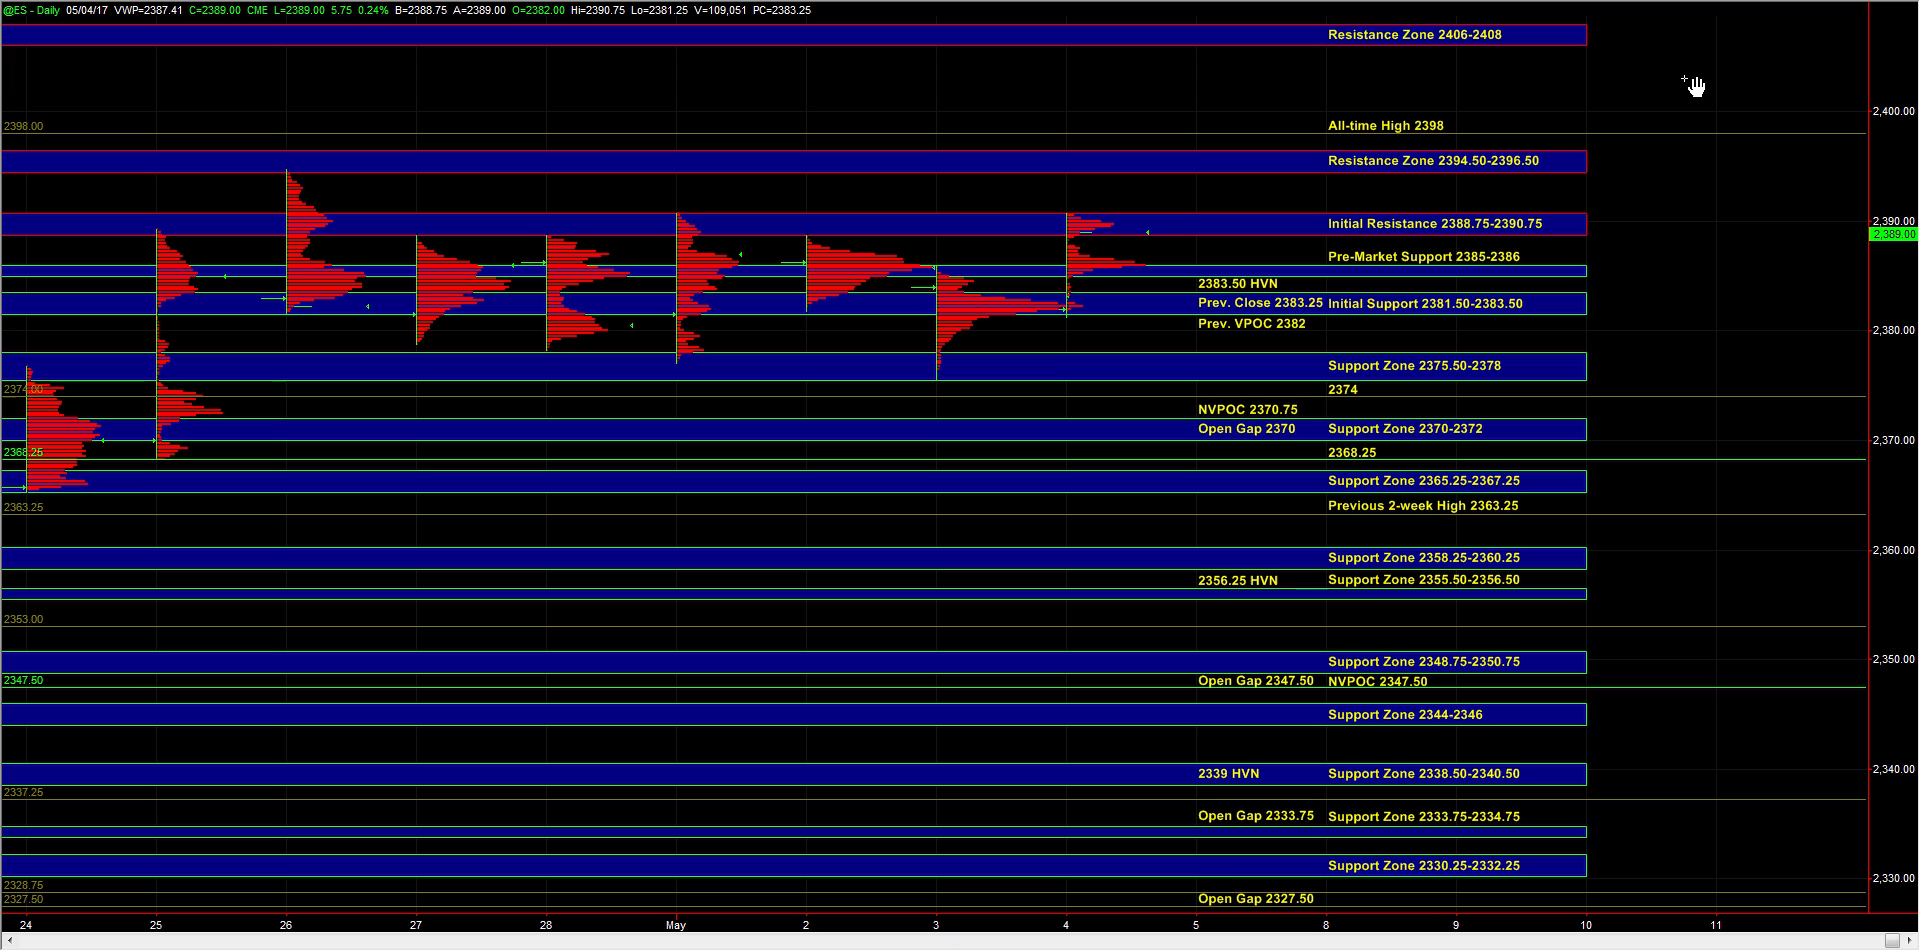 @ES - Daily 05/04/17 VWP=2387.41 C=2389.00 CME L=2389.00 5.75 0.24% B=2388.75 A=2389.00 O=2382.00 Hi=2390.75 Lo=2381.25 V=109,051 PC=2383.25
Resistance Zone 2406-2408
2,400.00
2398.00 All-time High 2398
Resistance Zone 2394.50-2396.50
Initial Resistance 2388.75-2390.75 2,390.00
2,389.00
Pre-Market Support 2385-2386
2383.50 HVN
Prev. Close 2383.25 Initial Support 2381.50-2383.50
Prev. VPOC 2382
2,380.00
Support Zone 2375.50-2378
2374.00 2374
NVPOC 2370.75
Open Gap 2370 Support Zone 2370-2372
2,370.00
2368.25 2368.25
Support Zone 2365.25-2367.25
2363.25 Previous 2-week High 2363.25
Support Zone 2358.25-2360.25 2,360.00
2356.25 HVN Support Zone 2355.50-2356.50
2353.00
Support Zone 2348.75-2350.75 2,350.00
2347.50 Open Gap 2347.50 NVPOC 2347.50
Support Zone 2344-2346
2339 HVN Support Zone 2338.50-2340.50 2,340.00
2337.25
Open Gap 2333.75 Support Zone 2333.75-2334.75
Support Zone 2330.25-2332.25
2,330.00
2328.75
2327.50 Open Gap 2327.50
24 25 26 27 28 May 2 3 4 5 8 9 10 11